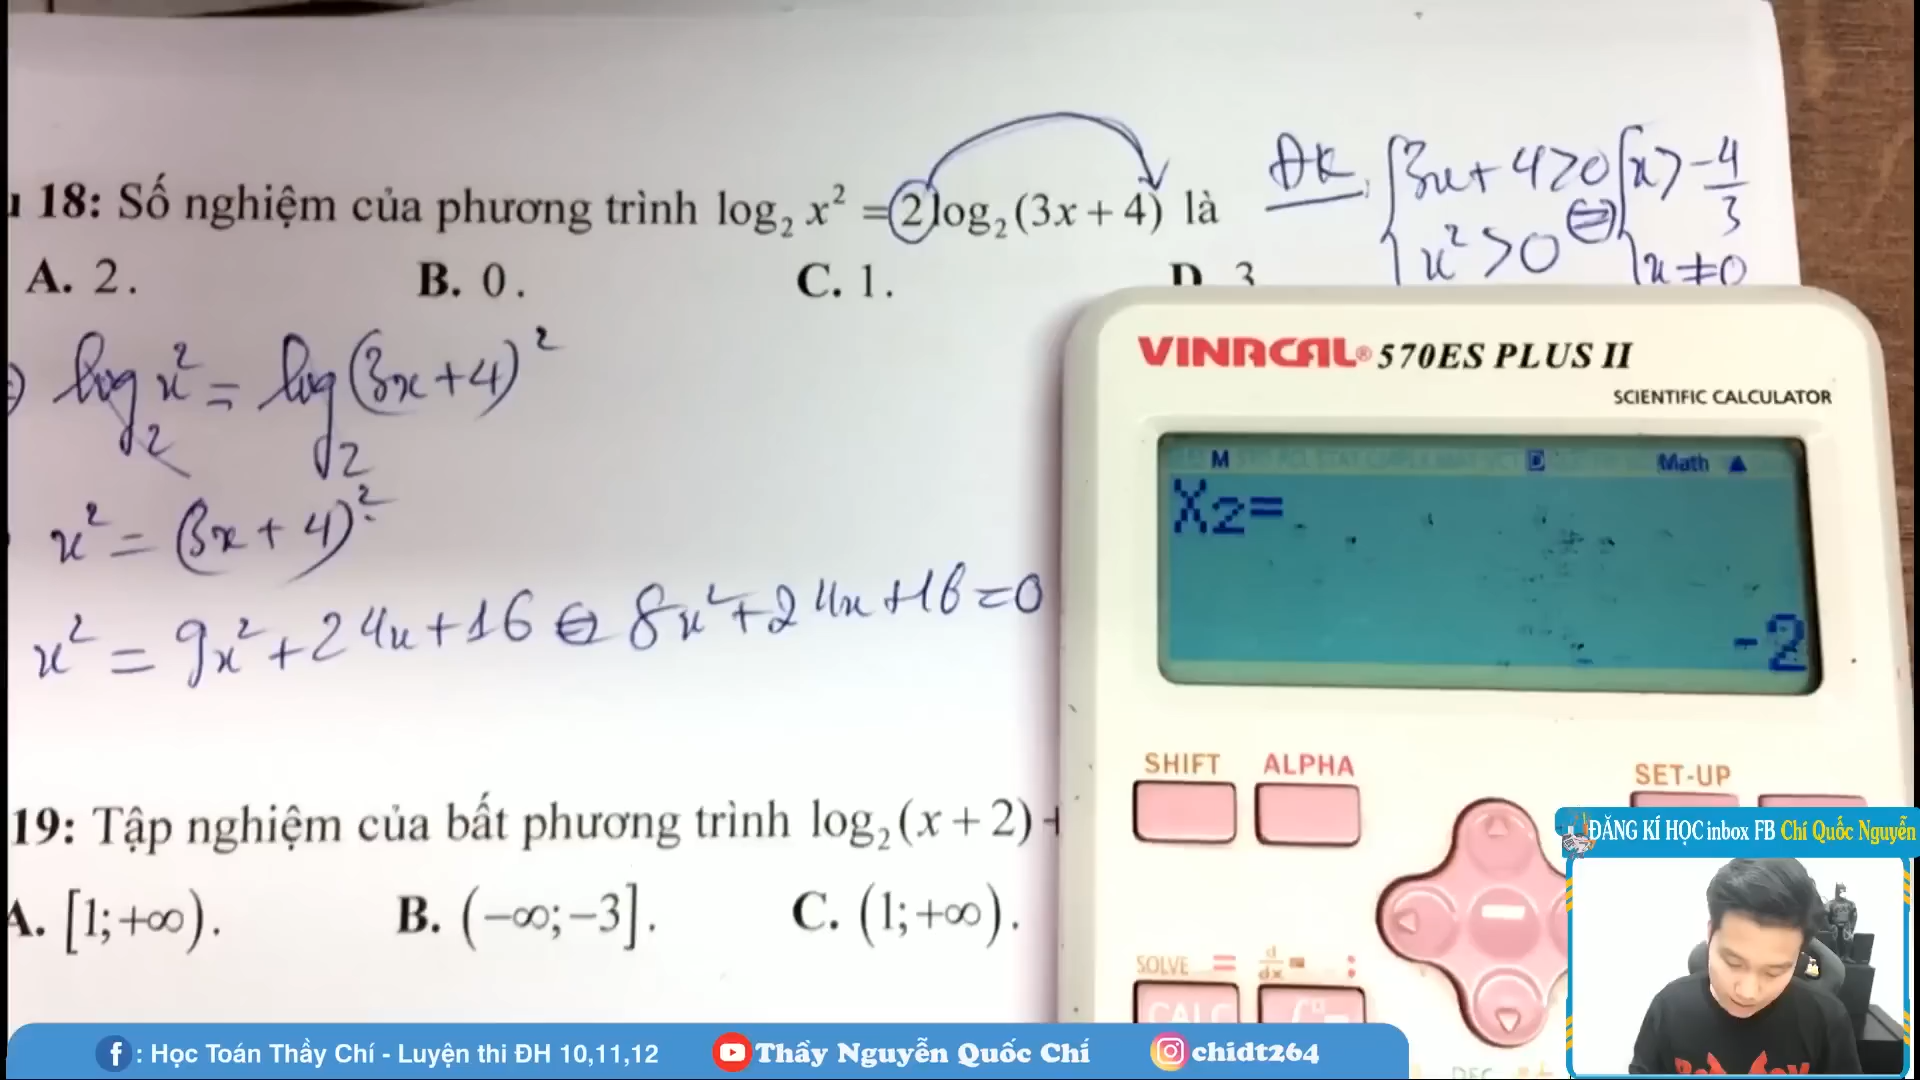 18: Số nghiệm của phương trình log₂ x² = 2log₂(3x + 4) là
ĐK: { 3x + 4 > 0 ⇔ { x > -4/3
x² > 0 x ≠ 0
A. 2. B. 0. C. 1. D. 3
log₂ x² = log₂ (3x + 4)²
x² = (3x + 4)²
x² = 9x² + 24x + 16 ⇔ 8x² + 24x + 16 = 0
19: Tập nghiệm của bất phương trình log₂(x + 2) +
A. [1; +∞). B. (-∞; -3]. C. (1; +∞).
VINACAL® 570ES PLUS II
SCIENTIFIC CALCULATOR
M D Math ▲
X₂=
-2
SHIFT ALPHA SET-UP
SOLVE = d/dx :
CALC
ĐĂNG KÍ HỌC inbox FB Chí Quốc Nguyễn
f : Học Toán Thầy Chí - Luyện thi ĐH 10,11,12
Thầy Nguyễn Quốc Chí
chidt264